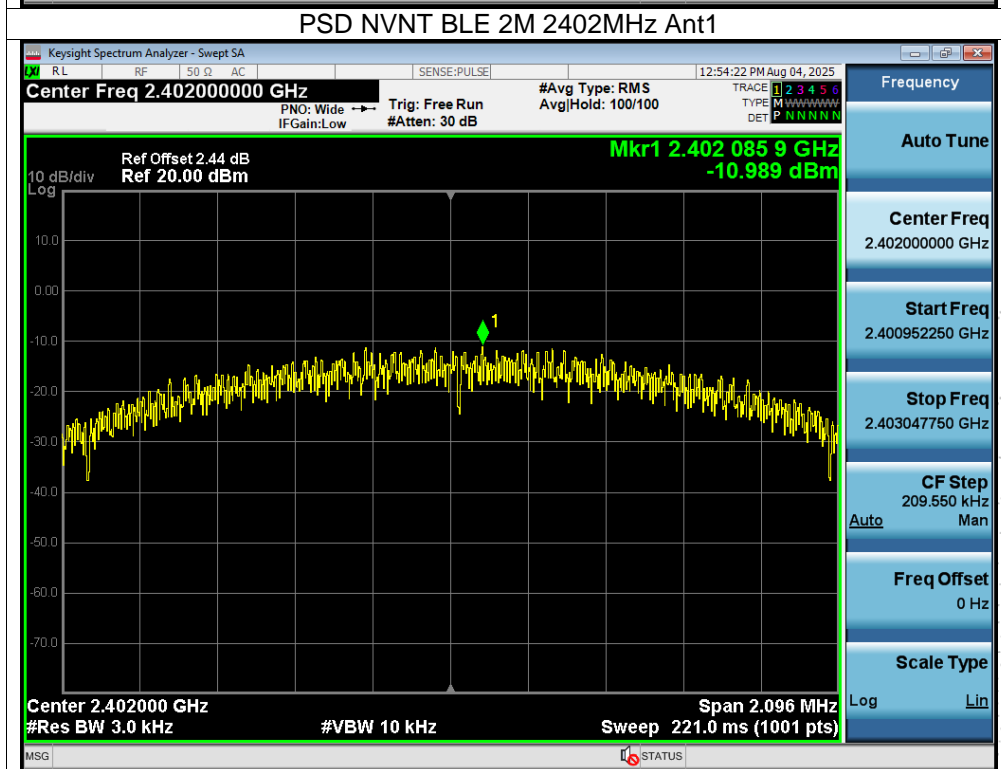 PSD NVNT BLE 2M 2402MHz Ant1
Keysight Spectrum Analyzer - Swept SA
LXI RL RF 50 Ω AC SENSE:PULSE 12:54:22 PM Aug 04, 2025
Center Freq 2.402000000 GHz
PNO: Wide
IFGain:Low
Trig: Free Run
#Atten: 30 dB
#Avg Type: RMS
Avg|Hold: 100/100
TRACE 1 2 3 4 5 6
TYPE M WWWWW
DET P N N N N N
Frequency
Mkr1 2.402 085 9 GHz
-10.989 dBm
Ref Offset 2.44 dB
10 dB/div Ref 20.00 dBm
Log
10.0
0.00
-10.0
-20.0
-30.0
-40.0
-50.0
-60.0
-70.0
1
Center 2.402000 GHz Span 2.096 MHz
#Res BW 3.0 kHz #VBW 10 kHz Sweep 221.0 ms (1001 pts)
Auto Tune
Center Freq
2.402000000 GHz
Start Freq
2.400952250 GHz
Stop Freq
2.403047750 GHz
CF Step
209.550 kHz
Auto Man
Freq Offset
0 Hz
Scale Type
Log Lin
MSG STATUS